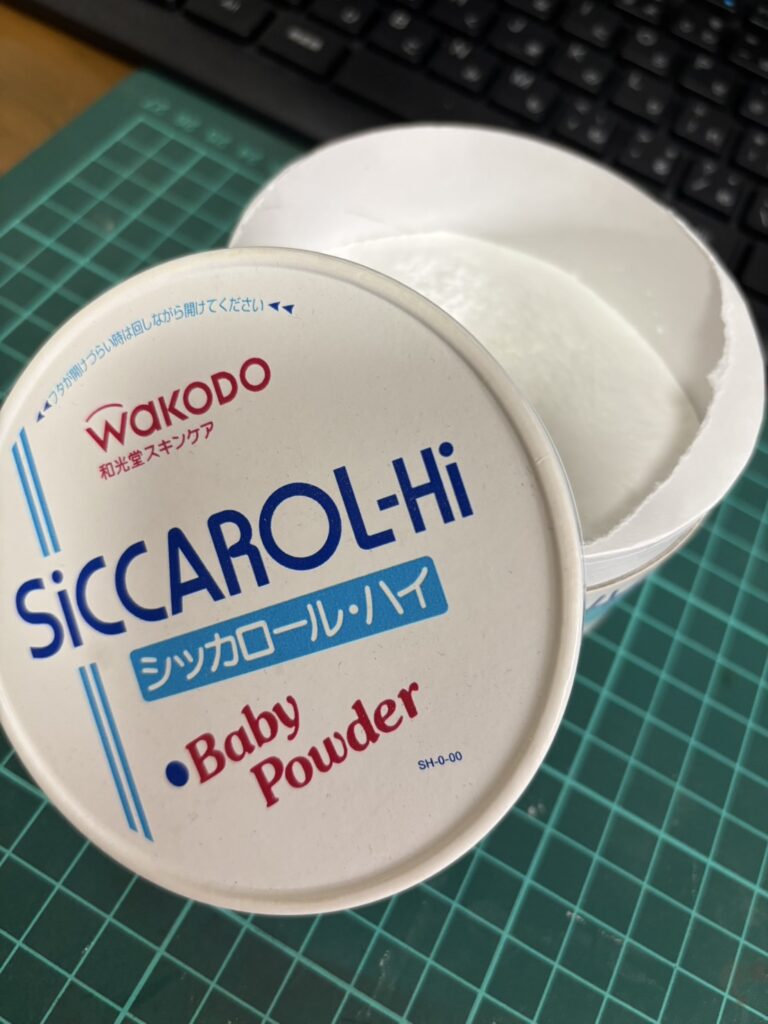 フタが開けづらい時は回しながら開けてください
WAKODO
和光堂スキンケア
SiCCAROL-Hi
シッカロール・ハイ
Baby
Powder
SH-0-00